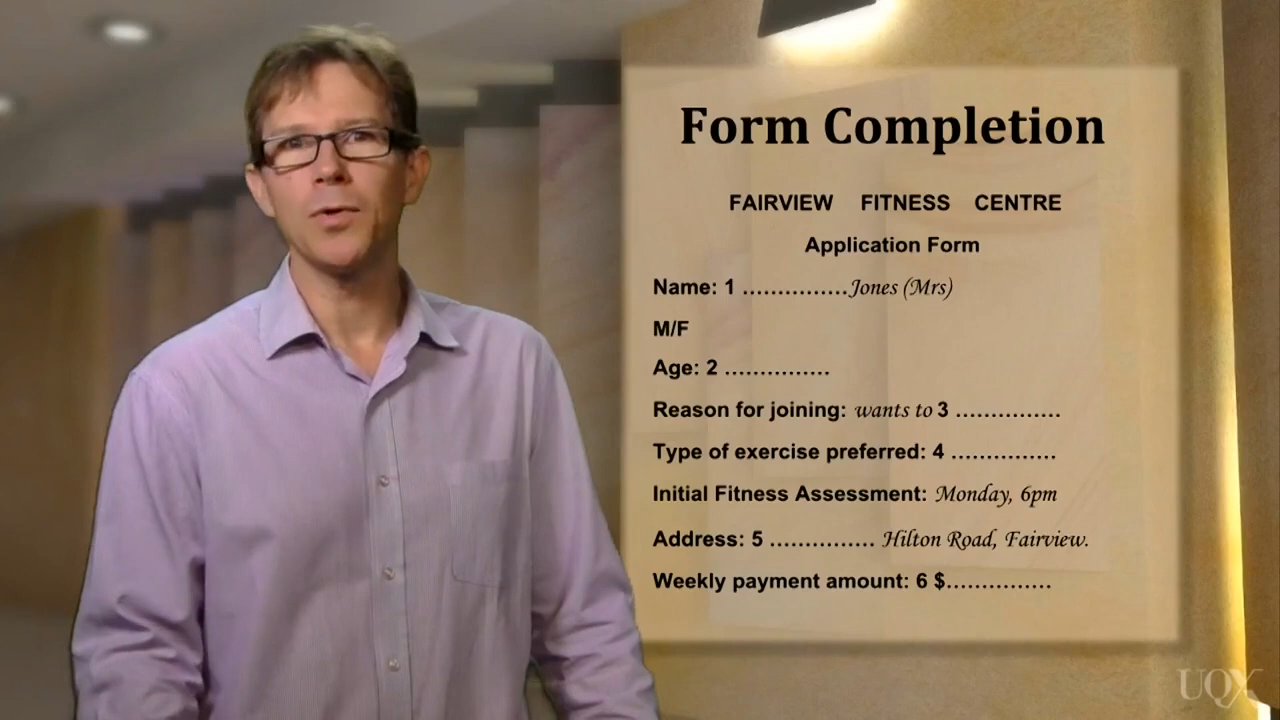 Form Completion
FAIRVIEW FITNESS CENTRE
Application Form
Name: 1 ...............Jones (Mrs)
M/F
Age: 2 ...............
Reason for joining: wants to 3 ...............
Type of exercise preferred: 4 ...............
Initial Fitness Assessment: Monday, 6pm
Address: 5 ............... Hilton Road, Fairview.
Weekly payment amount: 6 $...............
UQX